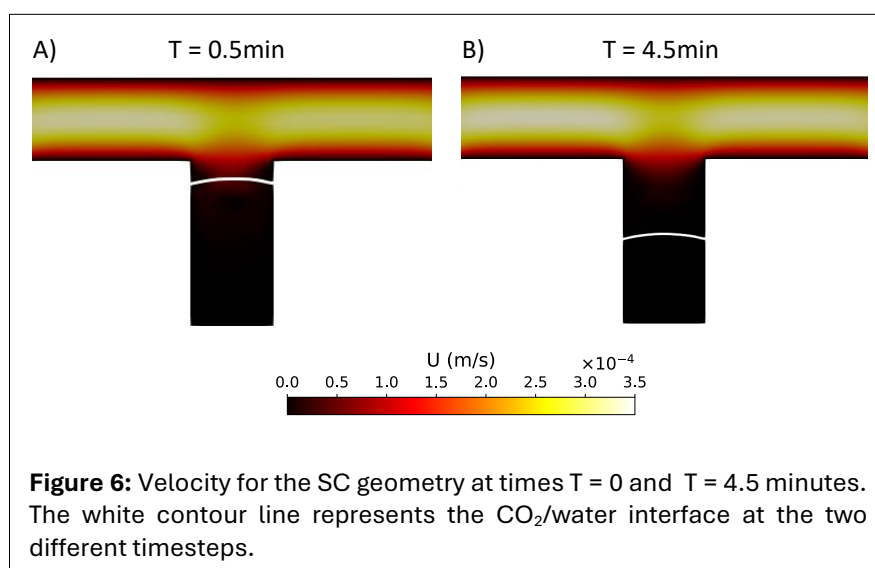 A) T = 0.5min
B) T = 4.5min
U (m/s) ×10⁻⁴
0.0 0.5 1.0 1.5 2.0 2.5 3.0 3.5
Figure 6: Velocity for the SC geometry at times T = 0 and T = 4.5 minutes.
The white contour line represents the CO₂/water interface at the two
different timesteps.